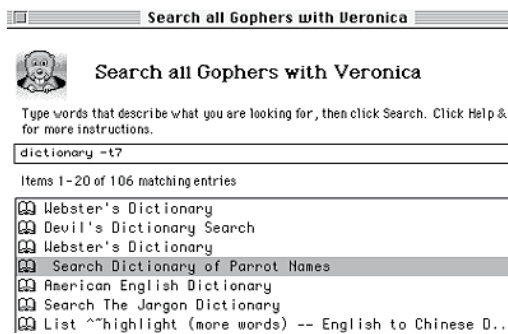 Search all Gophers with Veronica
Search all Gophers with Veronica
Type words that describe what you are looking for, then click Search. Click Help &
for more instructions.
dictionary -t7
Items 1-20 of 106 matching entries
Webster's Dictionary
Devil's Dictionary Search
Webster's Dictionary
Search Dictionary of Parrot Names
American English Dictionary
Search The Jargon Dictionary
List ^~highlight (more words) -- English to Chinese D..